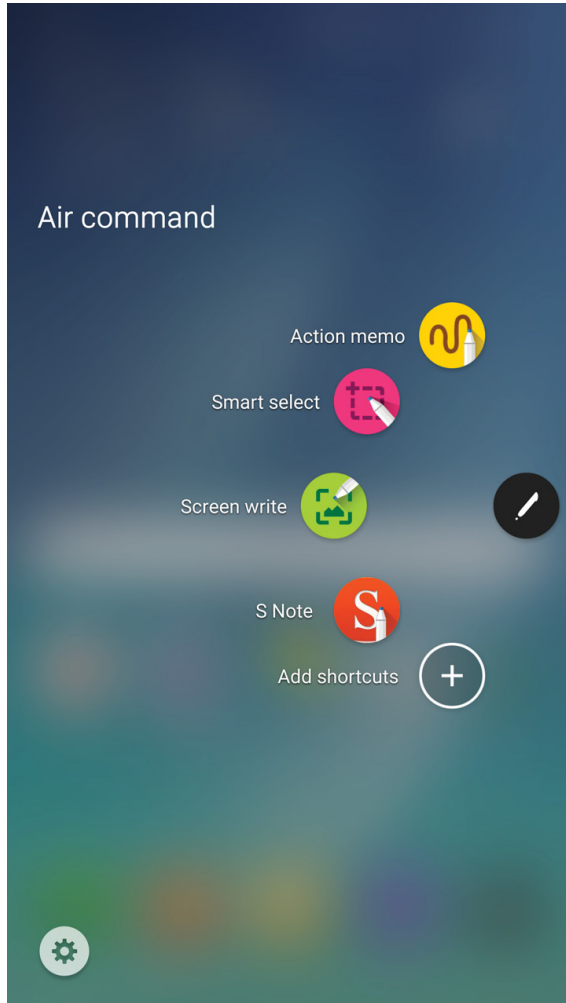 Air command
Action memo
Smart select
Screen write
S Note
S
Add shortcuts